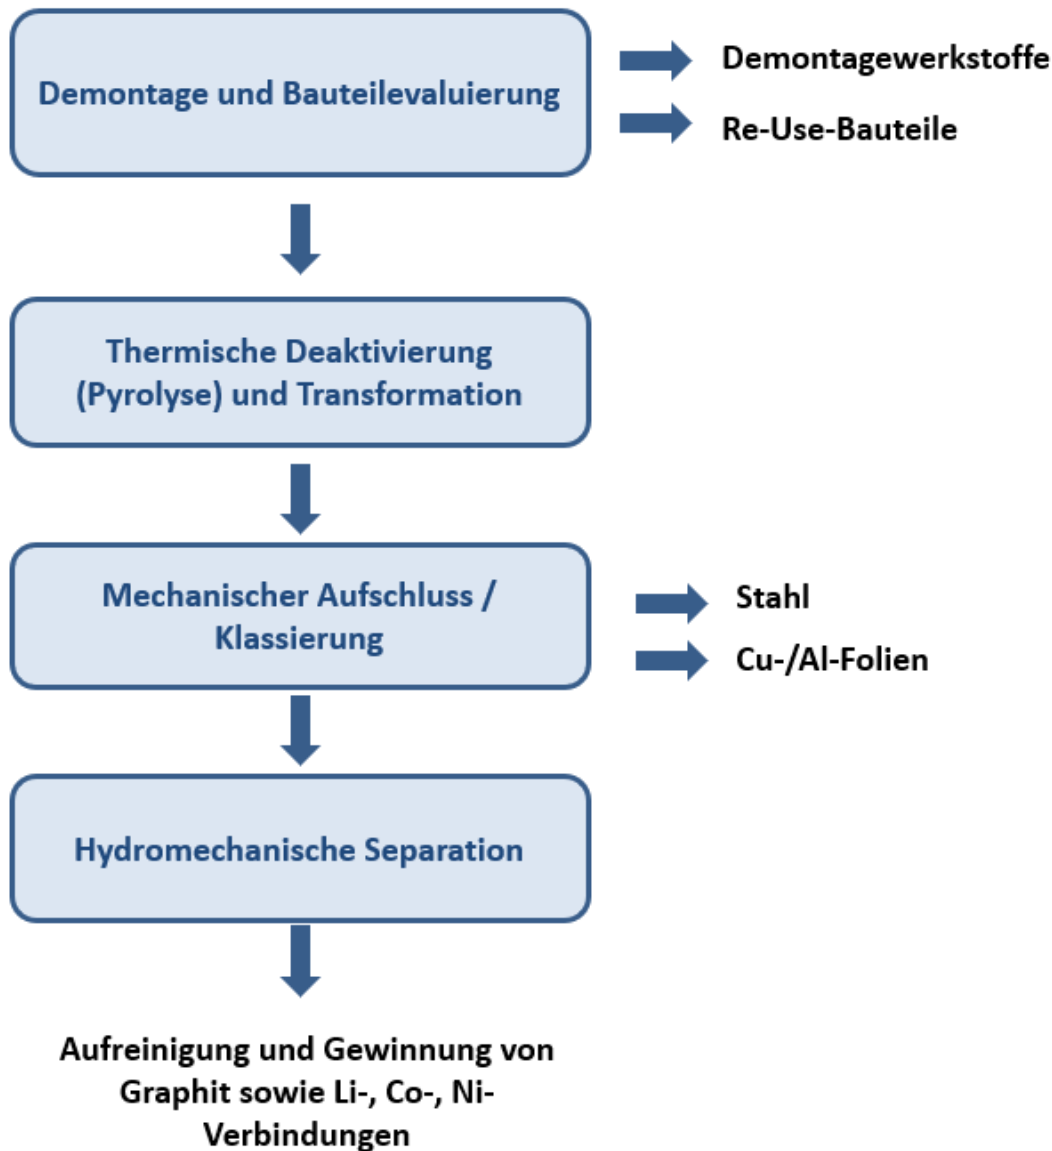 Demontage und Bauteilevaluierung
Demontagewerkstoffe
Re-Use-Bauteile
Thermische Deaktivierung
(Pyrolyse) und Transformation
Mechanischer Aufschluss /
Klassierung
Stahl
Cu-/Al-Folien
Hydromechanische Separation
Aufreinigung und Gewinnung von
Graphit sowie Li-, Co-, Ni-
Verbindungen